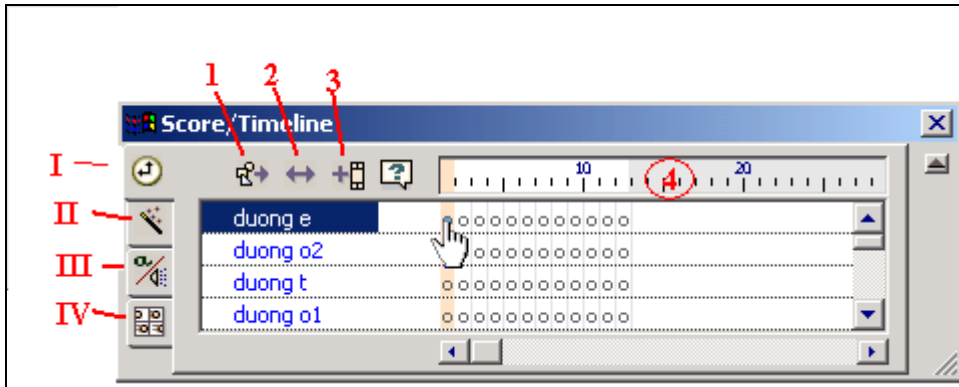 1 2 3
Score/Timeline
I
10 4 20
II
duong e
duong o2
III
duong t
IV
duong o1